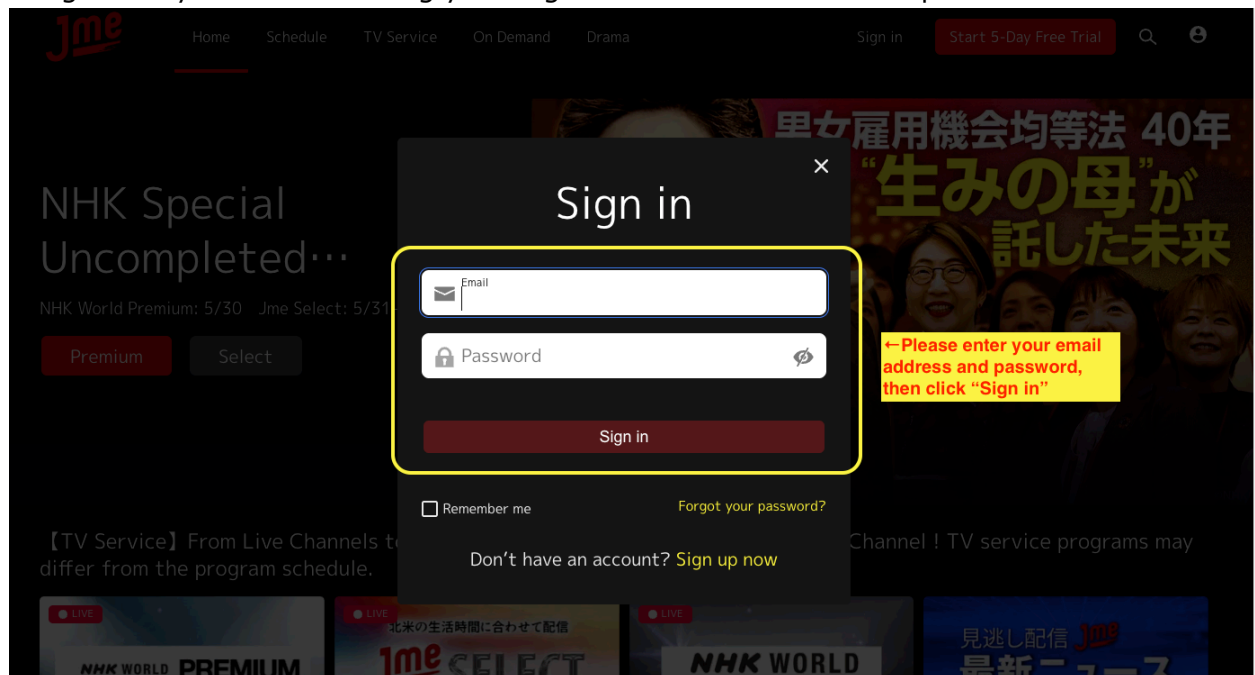 Jme
Home Schedule TV Service On Demand Drama Sign in Start 5-Day Free Trial
男女雇用機会均等法 40年
“生みの母”が
託した未来
NHK Special
Uncompleted…
NHK World Premium: 5/30 Jme Select: 5/31
Premium Select
Sign in
Email
Password
Sign in
←Please enter your email
address and password,
then click “Sign in”
Remember me Forgot your password?
Don’t have an account? Sign up now
【TV Service】From Live Channels t
Channel ! TV service programs may
differ from the program schedule.
LIVE
NHK WORLD PREMIUM
LIVE
北米の生活時間に合わせて配信
Jme SELECT
LIVE
NHK WORLD
見逃し配信 Jme
最新ニュース